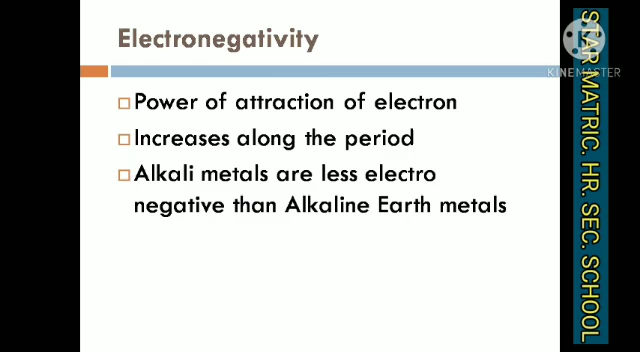 Electronegativity
Power of attraction of electron
Increases along the period
Alkali metals are less electro
negative than Alkaline Earth metals
KINEMASTER
STAR MATRIC. HR. SEC. SCHOOL